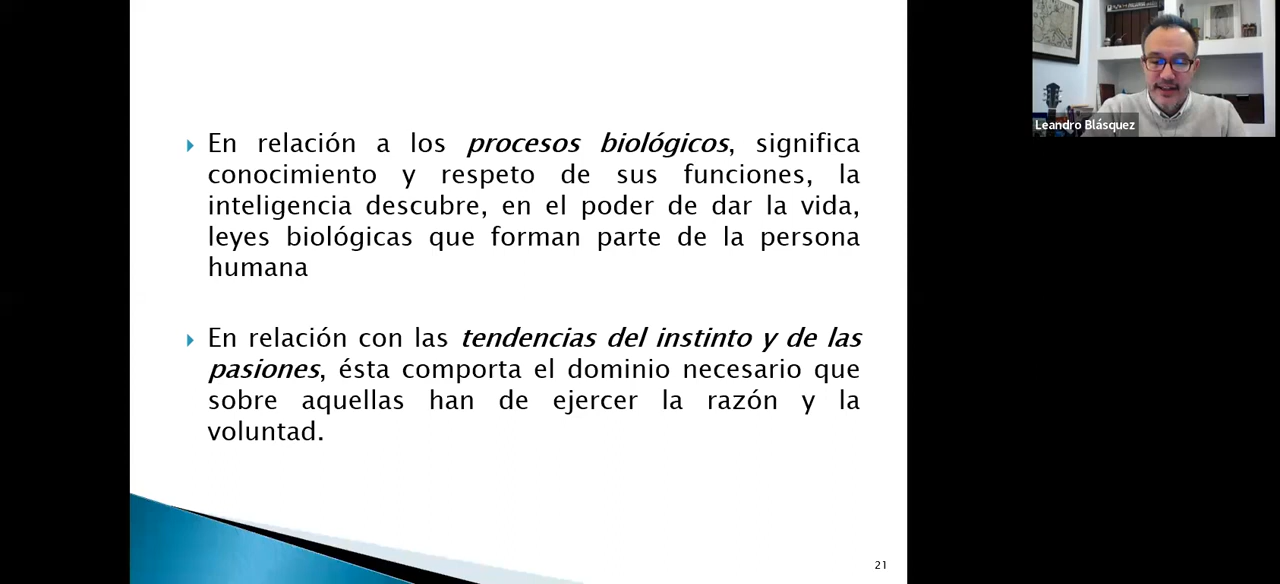 En relación a los procesos biológicos, significa
conocimiento y respeto de sus funciones, la
inteligencia descubre, en el poder de dar la vida,
leyes biológicas que forman parte de la persona
humana
En relación con las tendencias del instinto y de las
pasiones, ésta comporta el dominio necesario que
sobre aquellas han de ejercer la razón y la
voluntad.
21
Leandro Blásquez